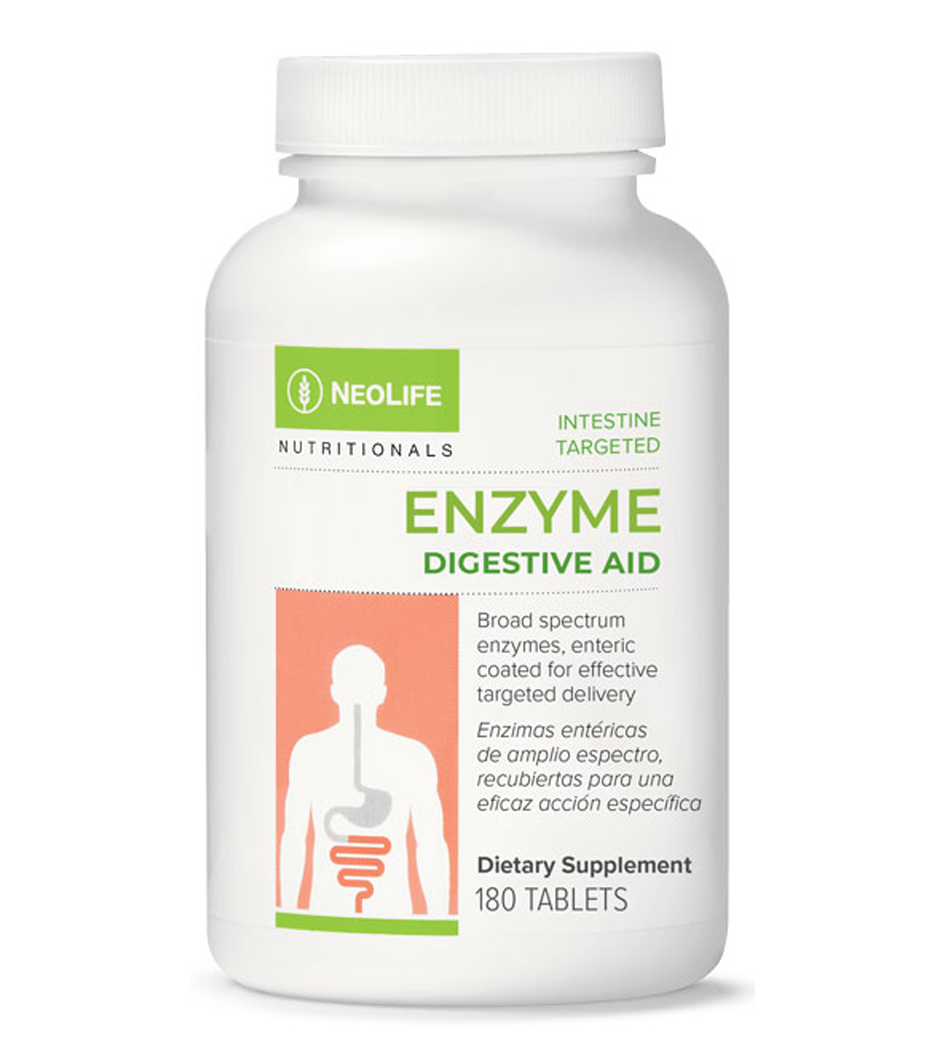 NEOLIFE
NUTRITIONALS
INTESTINE
TARGETED
ENZYME
DIGESTIVE AID
Broad spectrum
enzymes, enteric
coated for effective
targeted delivery
Enzimas entéricas
de amplio espectro,
recubiertas para una
eficaz acción específica
Dietary Supplement
180 TABLETS